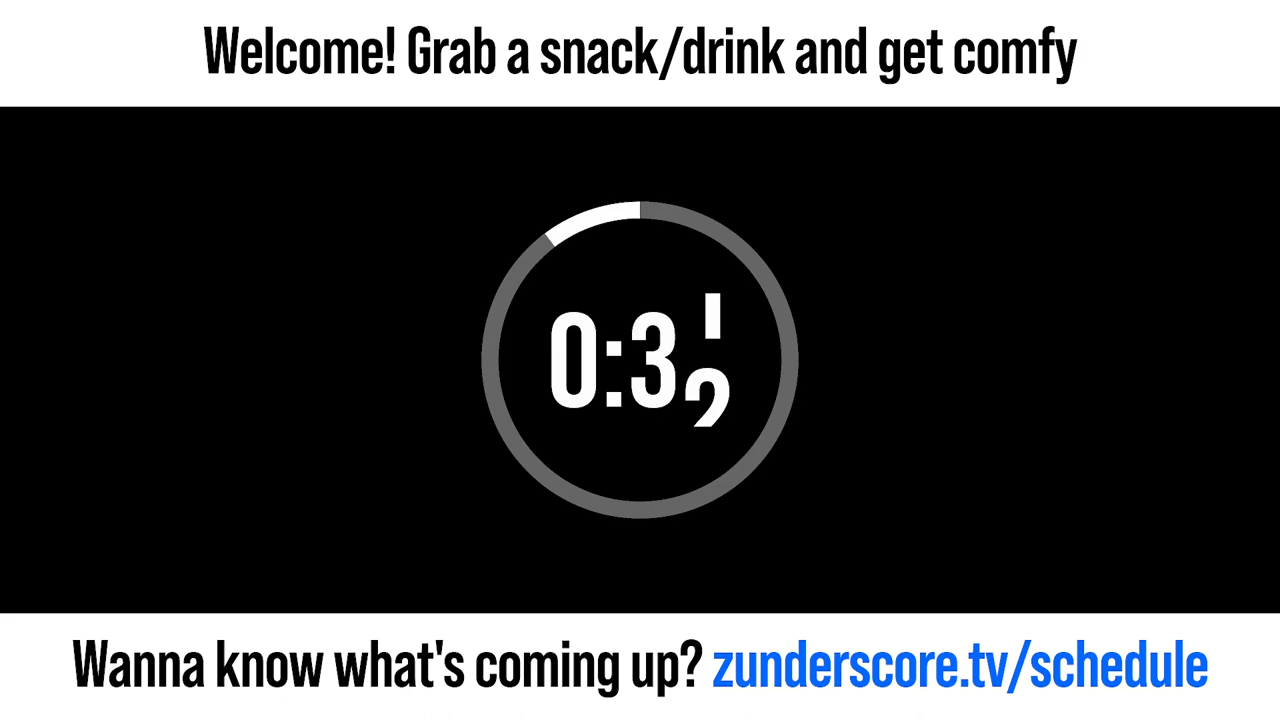 Welcome! Grab a snack/drink and get comfy
0:3
Wanna know what's coming up? zunderscore.tv/schedule